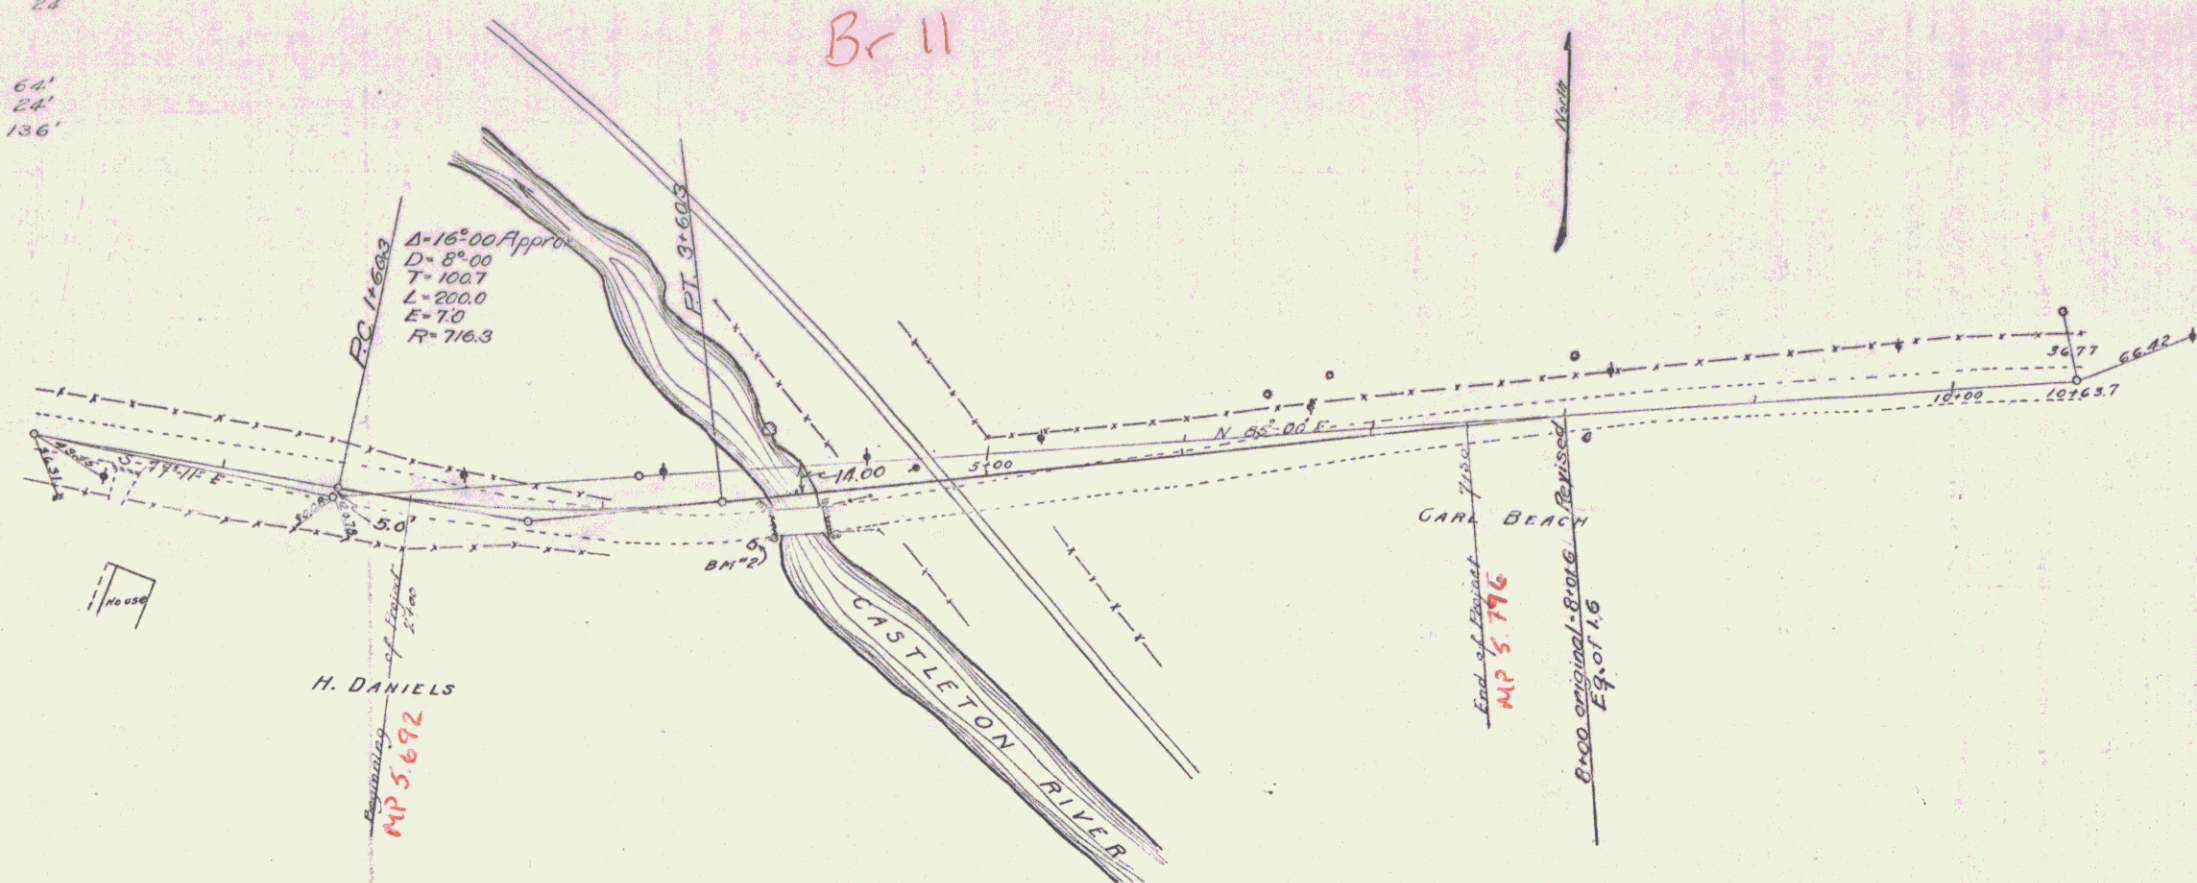 24
Br 11
64'
24'
136'
North
P.C. 1+60.3
Δ=16°-00 Approx
D= 8°-00
T= 100.7
L= 200.0
E= 7.0
R= 716.3
P.T. 3+60.3
36.77
66.42
10+00
10+63.7
N 85°-00' E
5+00
14.00
S 79°-11' E
5.0'
BM #2
House
H. DANIELS
Beginning of Project
2+00
MP 5.692
CASTLETON RIVER
CARL BEACH
End of Project 7+50
MP 5.796
8+00 original = 8+01.6 Revised
Eq. of 1.6